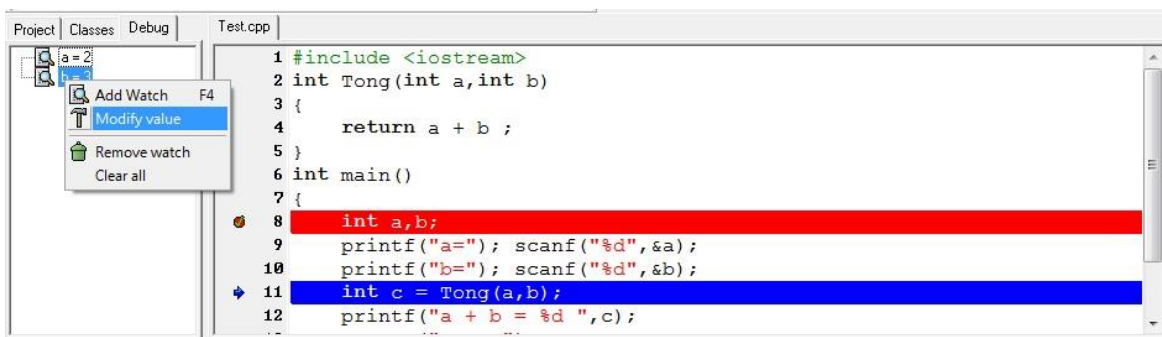 Project Classes Debug Test.cpp
a = 2
b = 3
Add Watch F4
Modify value
Remove watch
Clear all
1 #include <iostream>
2 int Tong(int a,int b)
3 {
4 return a + b ;
5 }
6 int main()
7 {
8 int a,b;
9 printf("a="); scanf("%d",&a);
10 printf("b="); scanf("%d",&b);
11 int c = Tong(a,b);
12 printf("a + b = %d ",c);